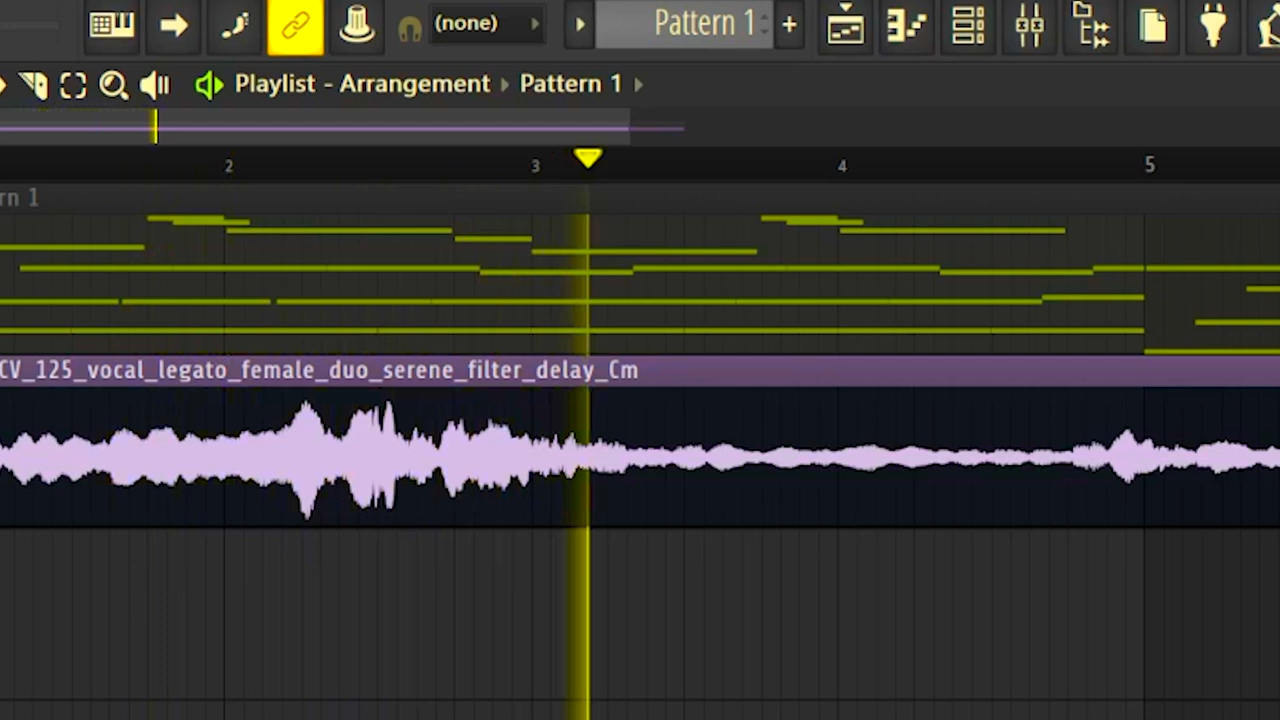 (none)
Pattern 1
+
Playlist - Arrangement
Pattern 1
2
3
4
5
rn 1
CV_125_vocal_legato_female_duo_serene_filter_delay_Cm